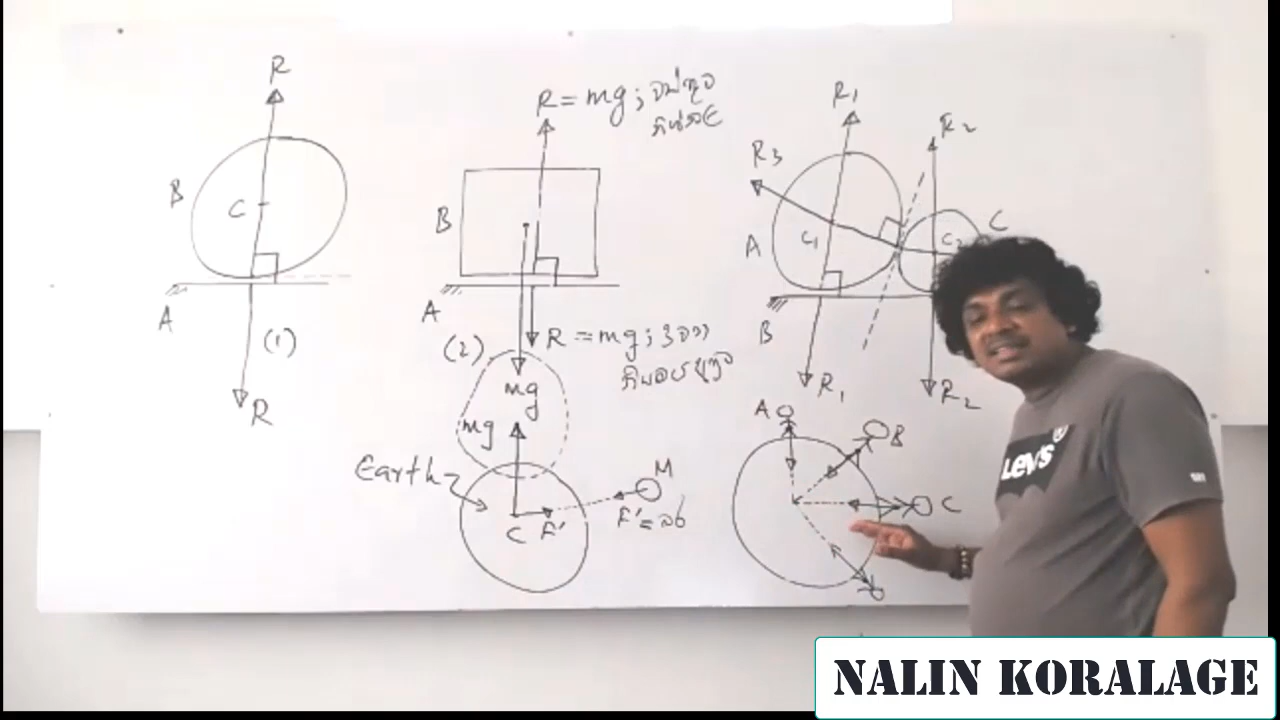 R
B
C
A
(1)
R
R = mg ;
B
A
(2)
R = mg ;
mg
mg
Earth
M
C F'
F' =
R1
R2
R3
A
C1
C
C2
B
R1
R2
A
B
C
Levi's
NALIN KORALAGE